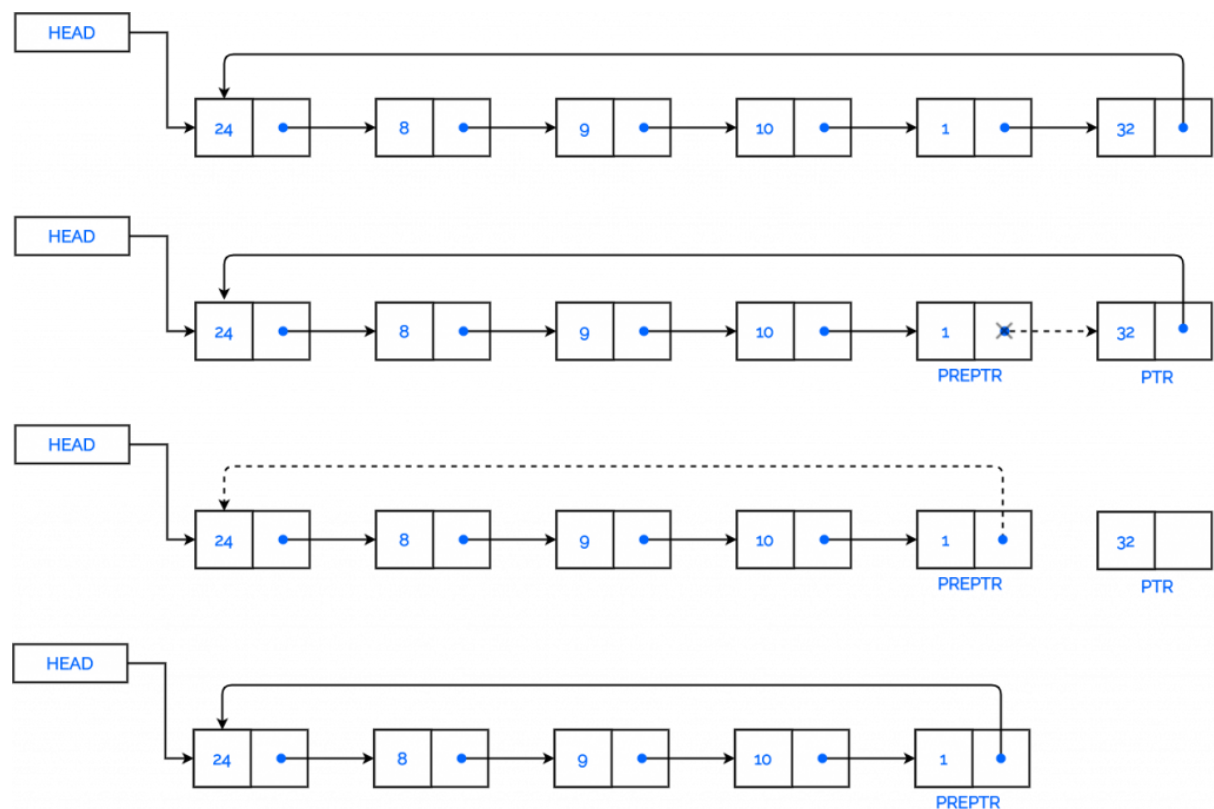 HEAD
24 8 9 10 1 32
HEAD
24 8 9 10 1 32
PREPTR PTR
HEAD
24 8 9 10 1 32
PREPTR PTR
HEAD
24 8 9 10 1
PREPTR